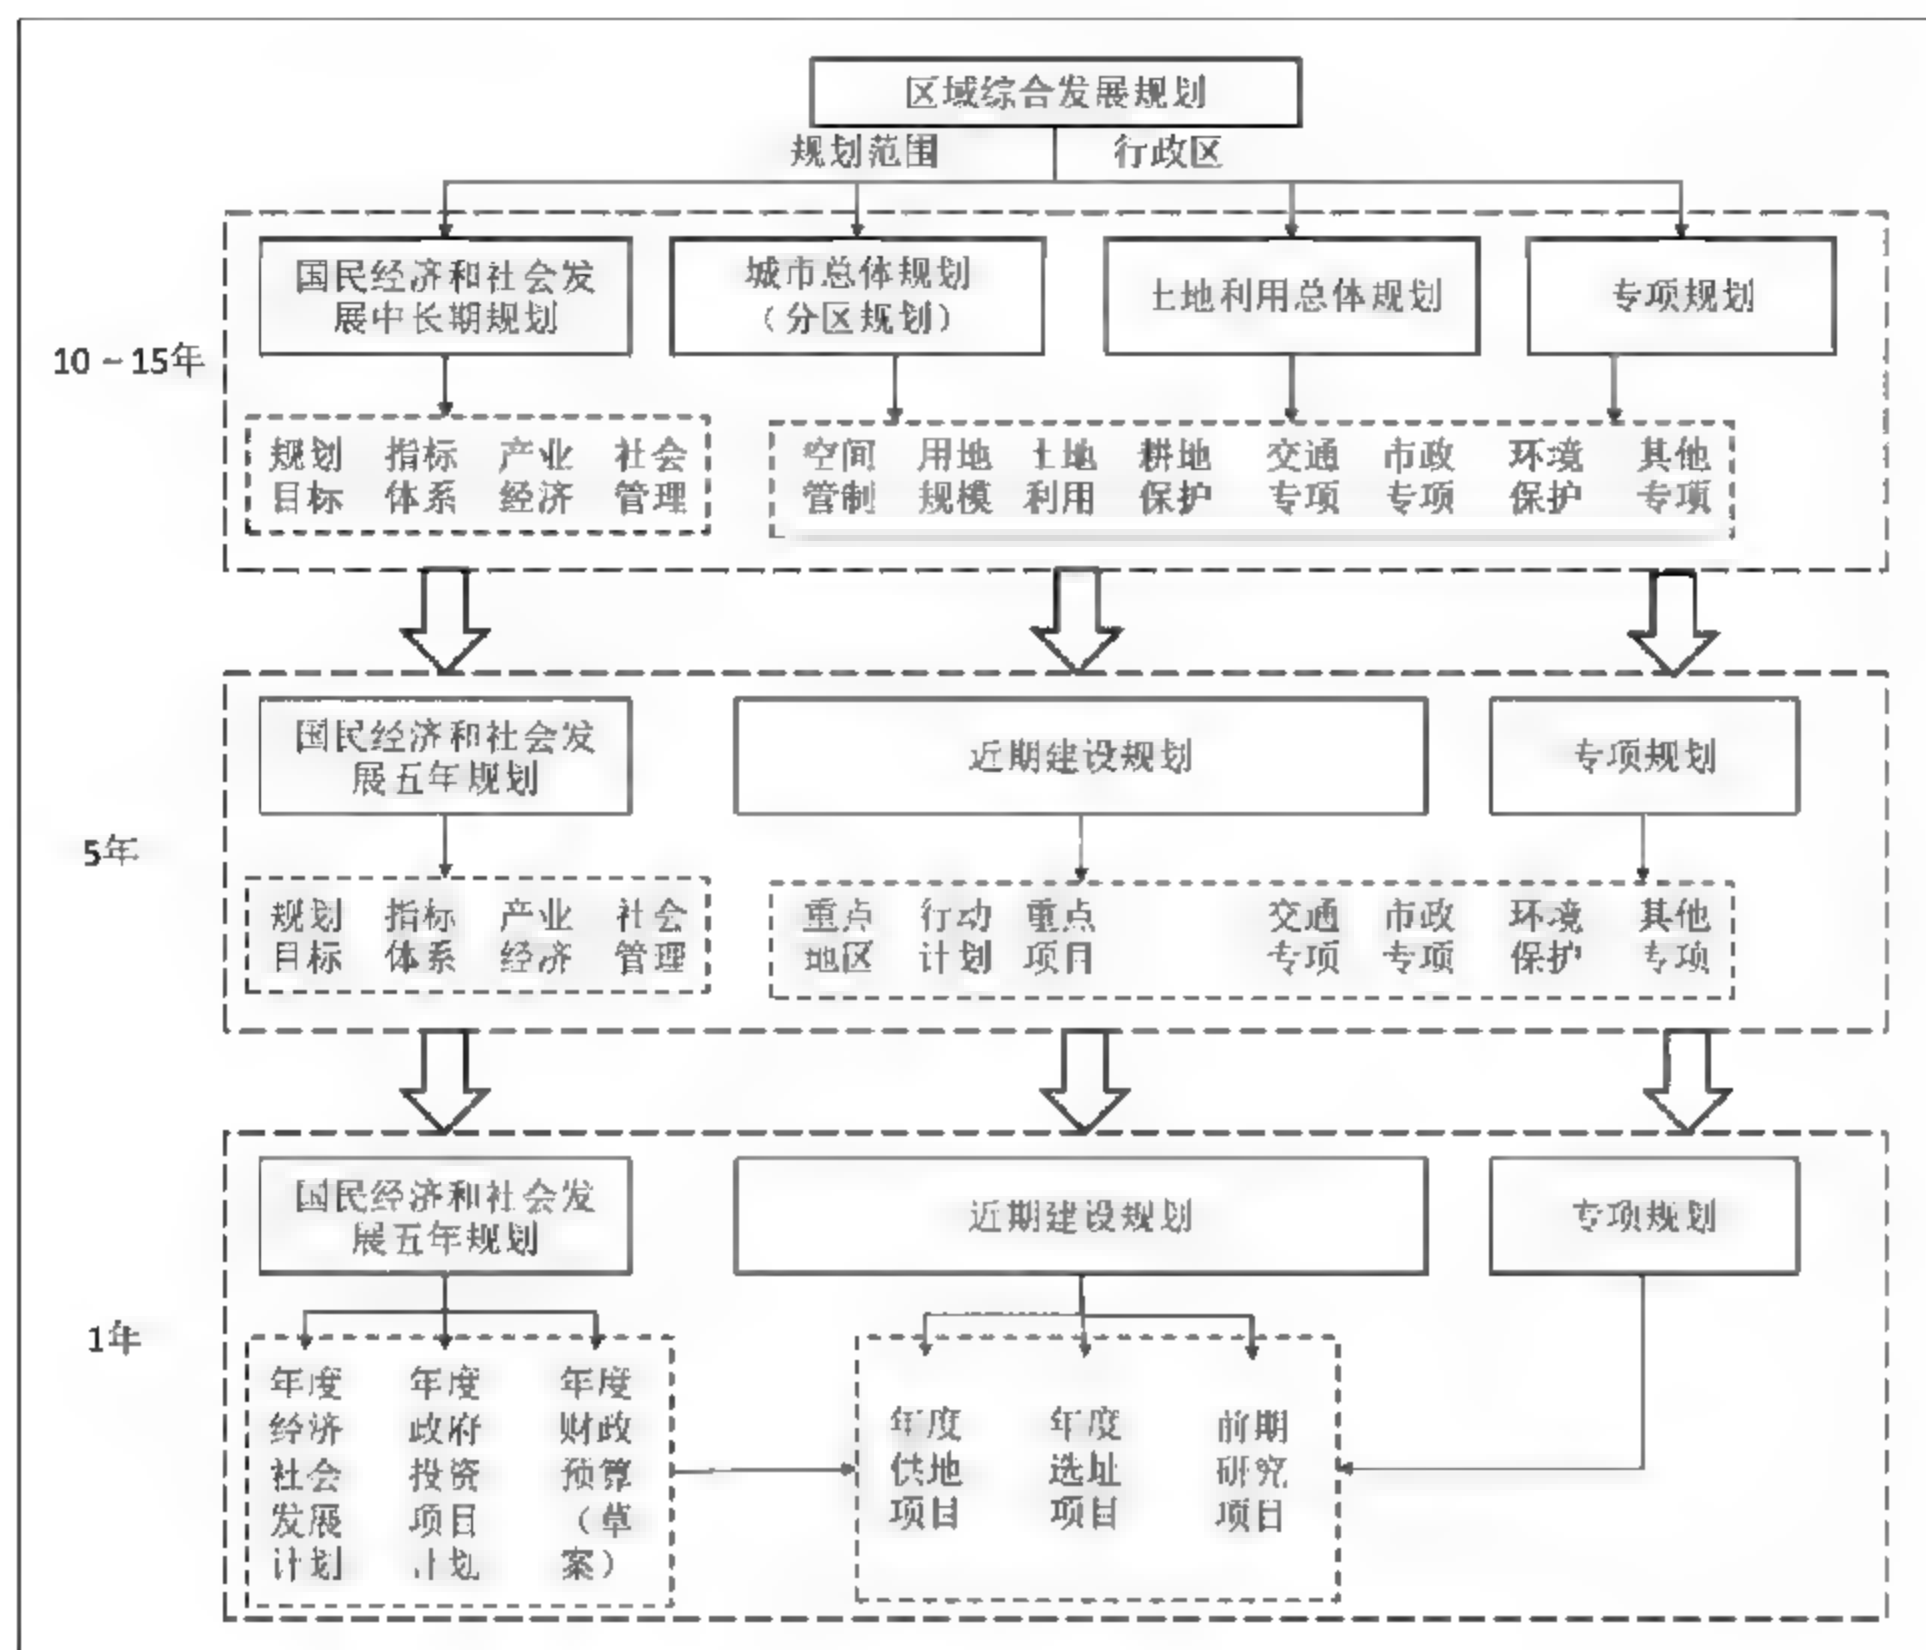 区域综合发展规划
规划范围 行政区
10－15年
国民经济和社会发
展中长期规划
城市总体规划
（分区规划）
土地利用总体规划
专项规划
规划 指标 产业 社会
目标 体系 经济 管理
空间 用地 土地 耕地 交通 市政 环境 其他
管制 规模 利用 保护 专项 专项 保护 专项
5年
国民经济和社会发
展五年规划
近期建设规划
专项规划
规划 指标 产业 社会
目标 体系 经济 管理
重点 行动 重点 交通 市政 环境 其他
地区 计划 项目 专项 专项 保护 专项
1年
国民经济和社会发
展五年规划
近期建设规划
专项规划
年度
经济
社会
发展
计划
年度
政府
投资
项目
计划
年度
财政
预算
（草
案）
年度
供地
项目
年度
选址
项目
前期
研究
项目